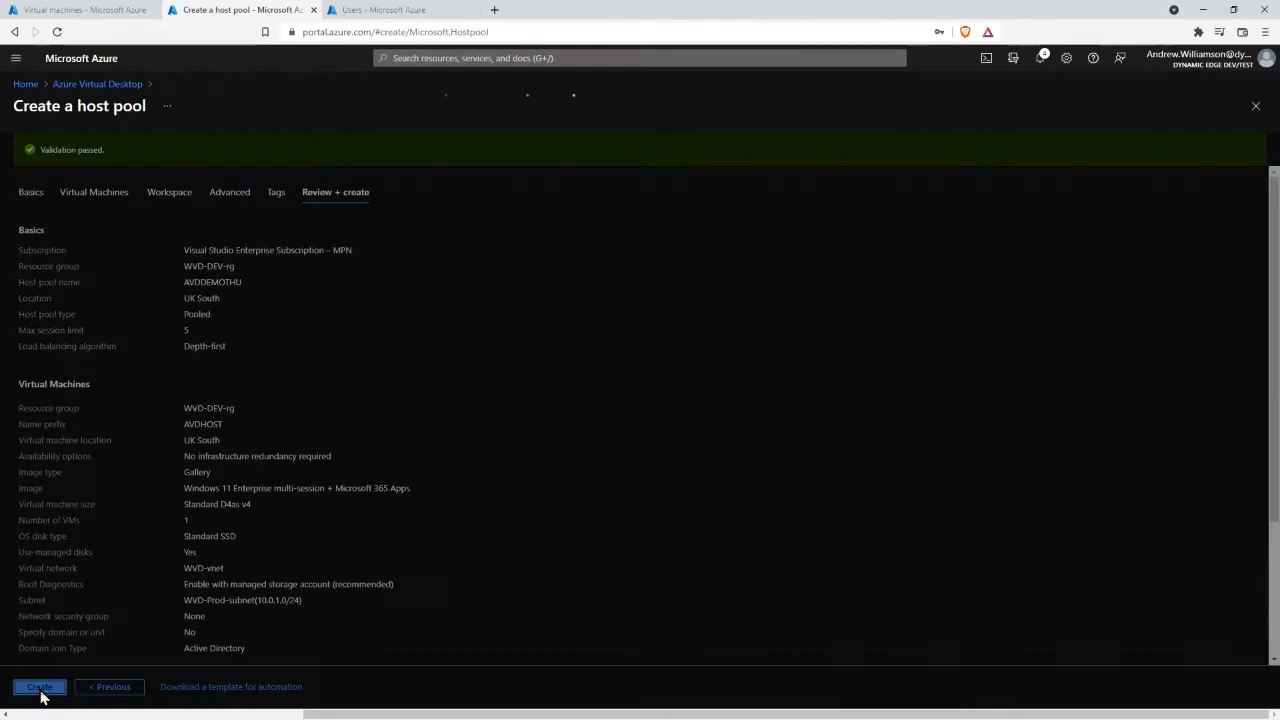 Virtual machines - Microsoft Azure
Create a host pool - Microsoft Az
Users - Microsoft Azure
portal.azure.com/#create/Microsoft.Hostpool
Microsoft Azure
Search resources, services, and docs (G+/)
4
Andrew.Williamson@dy...
DYNAMIC EDGE DEV/TEST
Home > Azure Virtual Desktop >
Create a host pool ...
Validation passed.
Basics Virtual Machines Workspace Advanced Tags Review + create
Basics
Subscription Visual Studio Enterprise Subscription – MPN
Resource group WVD-DEV-rg
Host pool name AVDDEMOTHU
Location UK South
Host pool type Pooled
Max session limit 5
Load balancing algorithm Depth-first
Virtual Machines
Resource group WVD-DEV-rg
Name prefix AVDHOST
Virtual machine location UK South
Availability options No infrastructure redundancy required
Image type Gallery
Image Windows 11 Enterprise multi-session + Microsoft 365 Apps
Virtual machine size Standard D4as v4
Number of VMs 1
OS disk type Standard SSD
Use managed disks Yes
Virtual network WVD-vnet
Boot Diagnostics Enable with managed storage account (recommended)
Subnet WVD-Prod-subnet(10.0.1.0/24)
Network security group None
Specify domain or unit No
Domain Join Type Active Directory
Create < Previous Download a template for automation